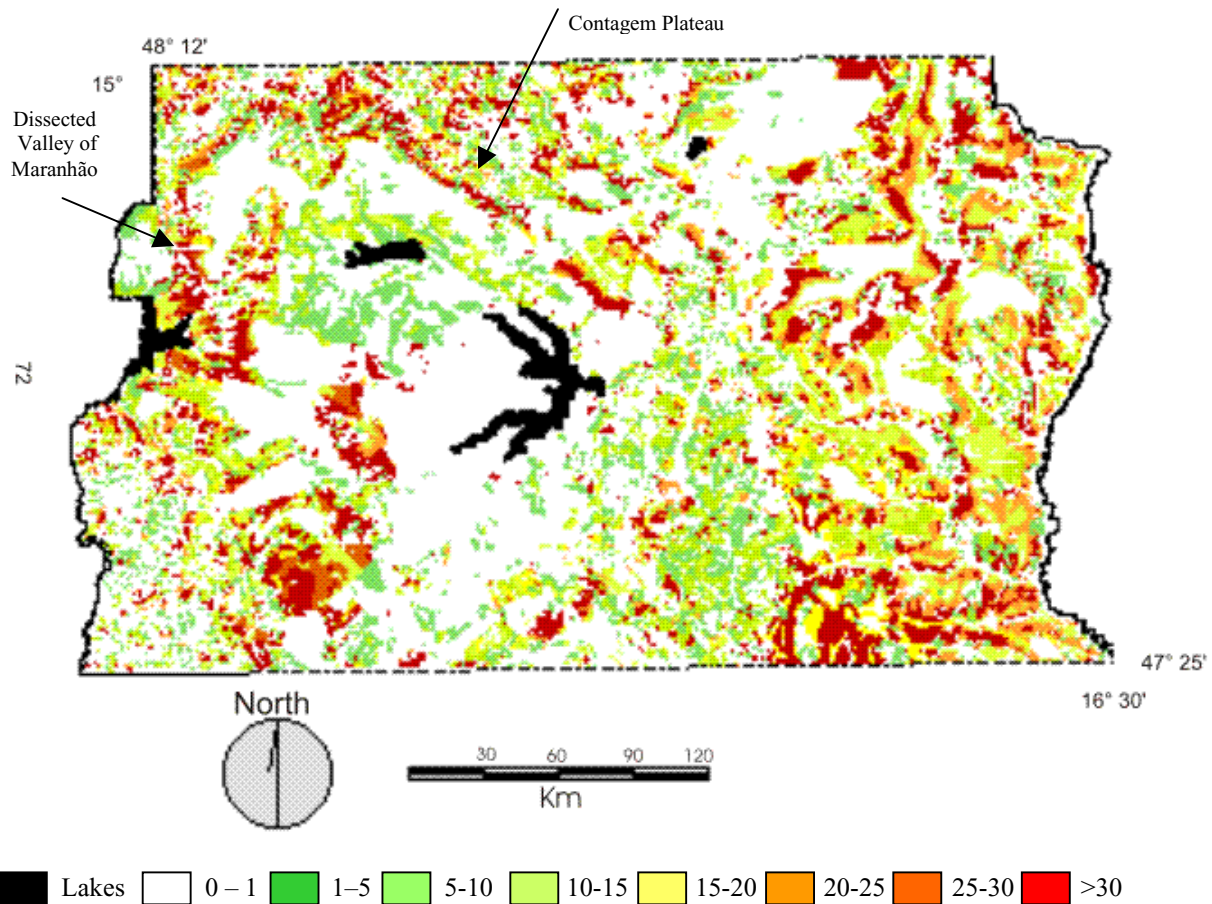 Contagem Plateau
48° 12'
15°
Dissected
Valley of
Maranhão
72
47° 25'
16° 30'
North
30 60 90 120
Km
Lakes 0 – 1 1–5 5-10 10-15 15-20 20-25 25-30 >30